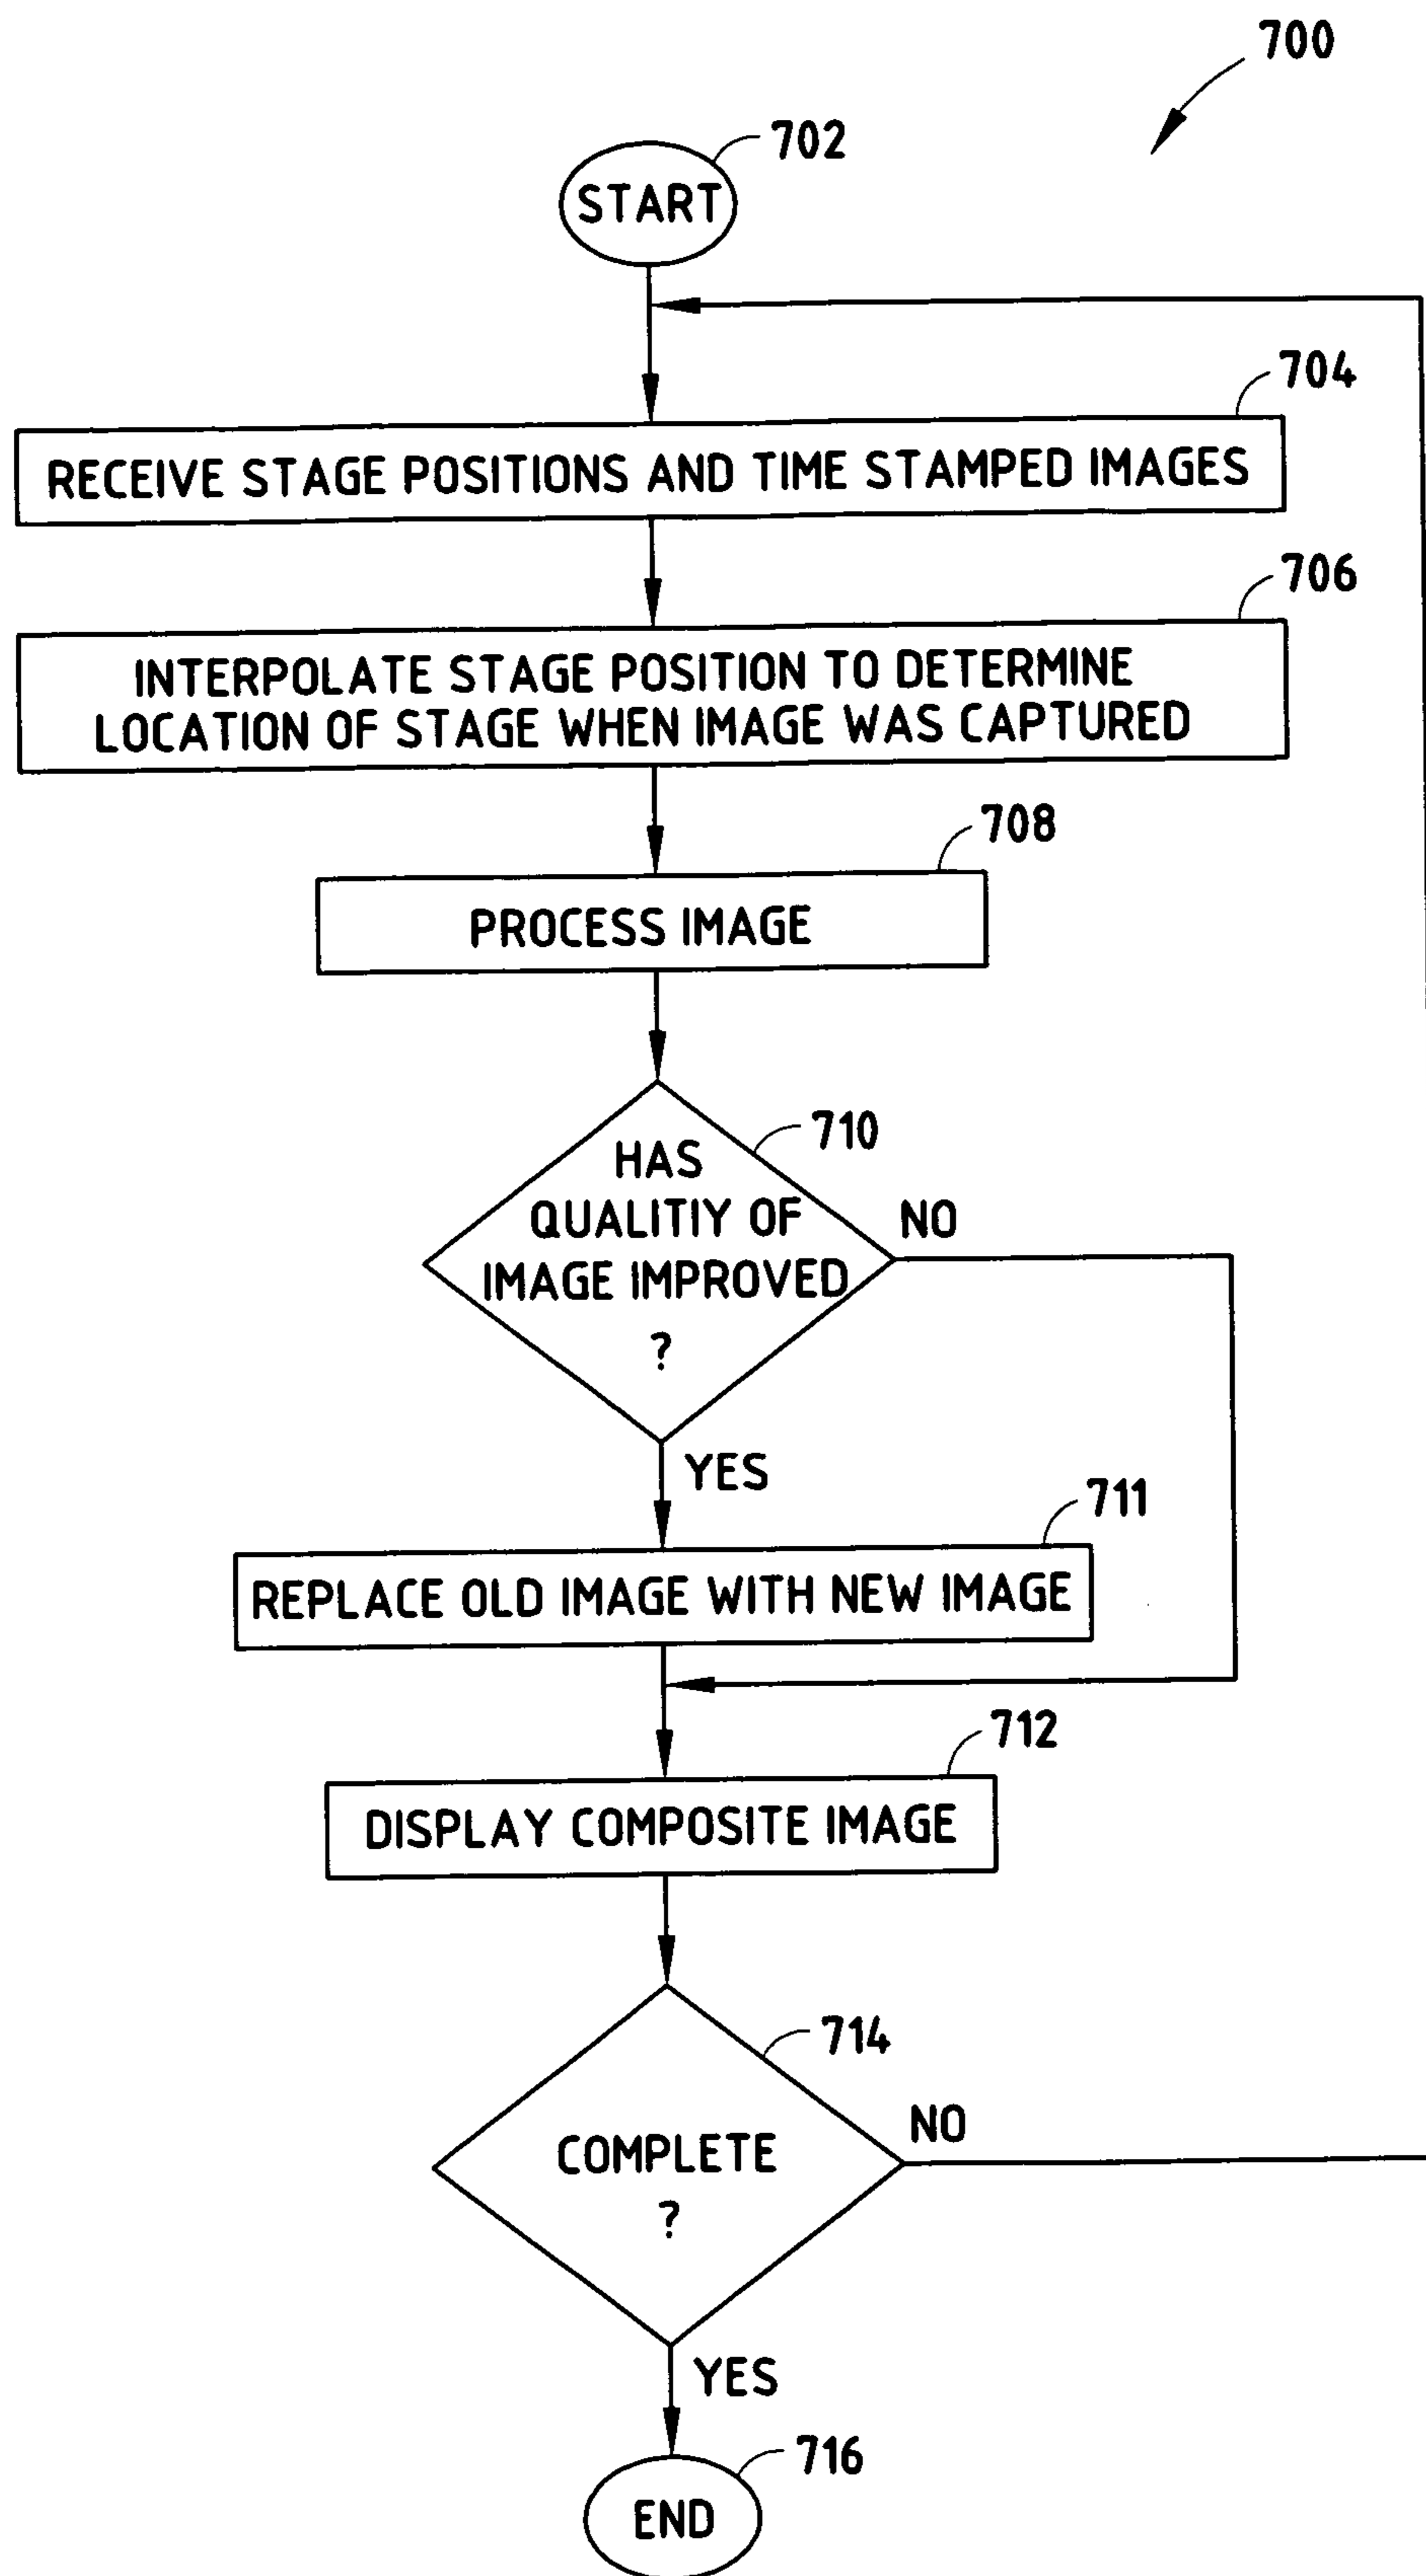 700
702
START
704
RECEIVE STAGE POSITIONS AND TIME STAMPED IMAGES
706
INTERPOLATE STAGE POSITION TO DETERMINE
LOCATION OF STAGE WHEN IMAGE WAS CAPTURED
708
PROCESS IMAGE
710
HAS
QUALITIY OF
IMAGE IMPROVED
?
NO
YES
711
REPLACE OLD IMAGE WITH NEW IMAGE
712
DISPLAY COMPOSITE IMAGE
714
COMPLETE
?
NO
YES
716
END